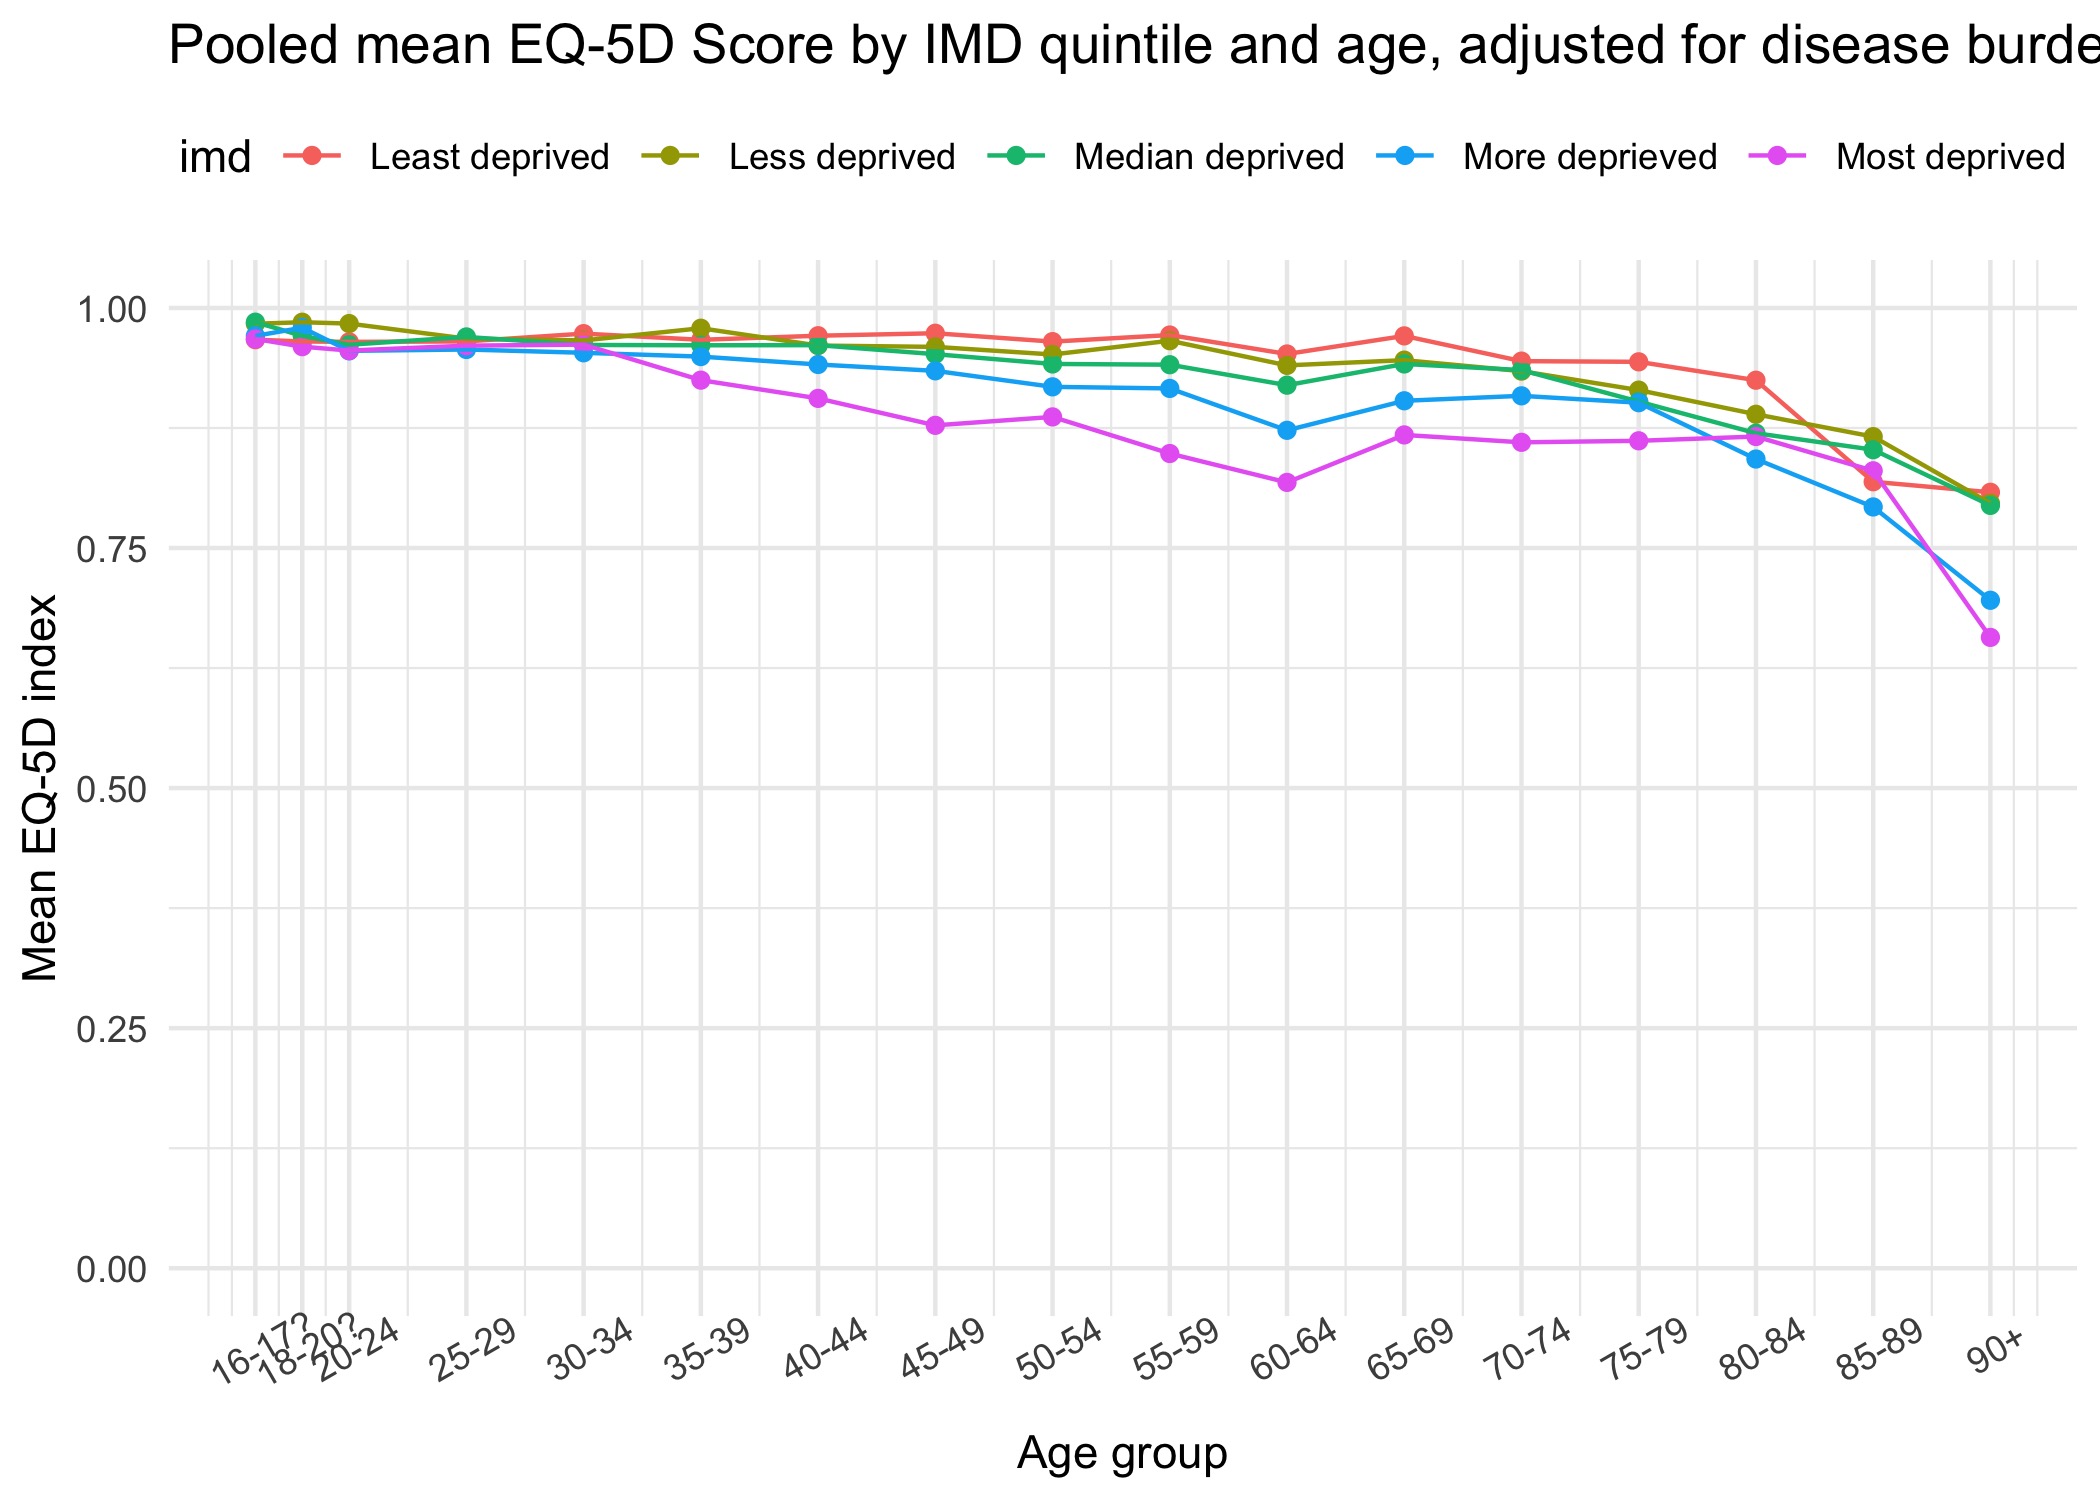 Pooled mean EQ-5D Score by IMD quintile and age, adjusted for disease burde
imd Least deprived Less deprived Median deprived More deprieved Most deprived
1.00
0.75
0.50
0.25
0.00
Mean EQ-5D index
16-17? 18-20? 20-24 25-29 30-34 35-39 40-44 45-49 50-54 55-59 60-64 65-69 70-74 75-79 80-84 85-89 90+
Age group